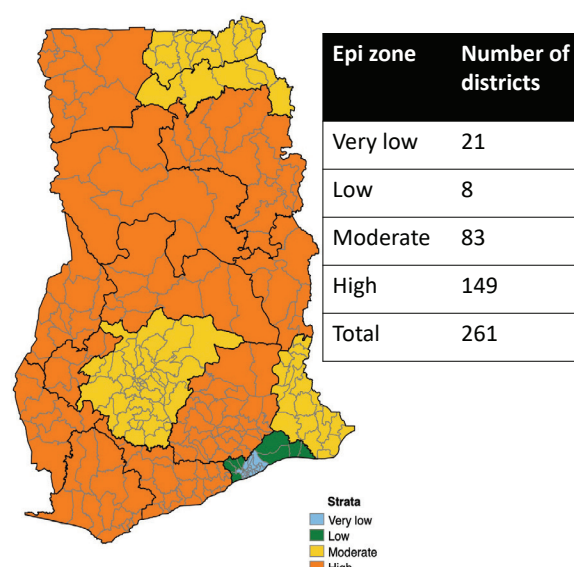 Epi zone Number of
districts
Very low 21
Low 8
Moderate 83
High 149
Total 261
Strata
Very low
Low
Moderate
High